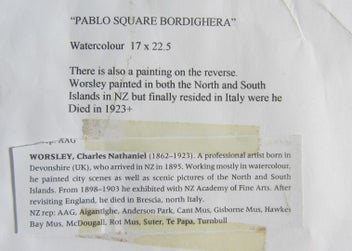 "PABLO SQUARE BORDIGHERA"
Watercolour 17 x 22.5
There is also a painting on the reverse.
Worsley painted in both the North and South
Islands in NZ but finally resided in Italy were he
Died in 1923+
AAG
WORSLEY, Charles Nathaniel (1862–1923). A professional artist born in
Devonshire (UK), who arrived in NZ in 1895. Working mostly in watercolour,
he painted city scenes as well as scenic pictures of the North and South
Islands. From 1898–1903 he exhibited with NZ Academy of Fine Arts. After
revisiting England, he died in Brescia, north Italy.
NZ rep: AAG, Aigantighe, Anderson Park, Cant Mus, Gisborne Mus, Hawkes
Bay Mus, McDougall, Rot Mus, Suter, Te Papa, Turnbull